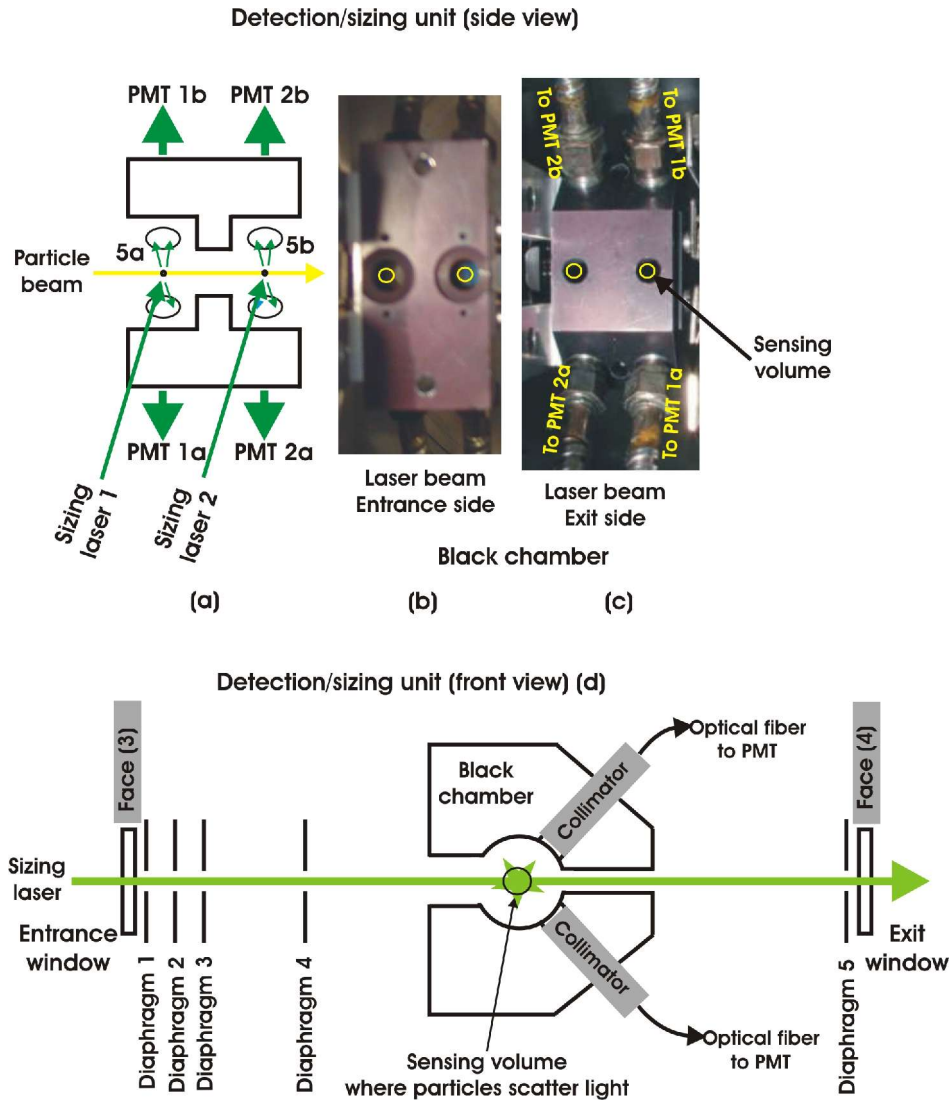 Detection/sizing unit (side view)
PMT 1b
PMT 2b
5a
5b
Particle
beam
PMT 1a
PMT 2a
Sizing
laser 1
Sizing
laser 2
(a)
Laser beam
Entrance side
(b)
To PMT 2b
To PMT 1b
To PMT 2a
To PMT 1a
Sensing
volume
Laser beam
Exit side
Black chamber
(c)
Detection/sizing unit (front view) (d)
Face (3)
Sizing
laser
Entrance
window
Diaphragm 1
Diaphragm 2
Diaphragm 3
Diaphragm 4
Black
chamber
Collimator
Optical fiber
to PMT
Collimator
Optical fiber
to PMT
Sensing volume
where particles scatter light
Face (4)
Diaphragm 5
Exit
window